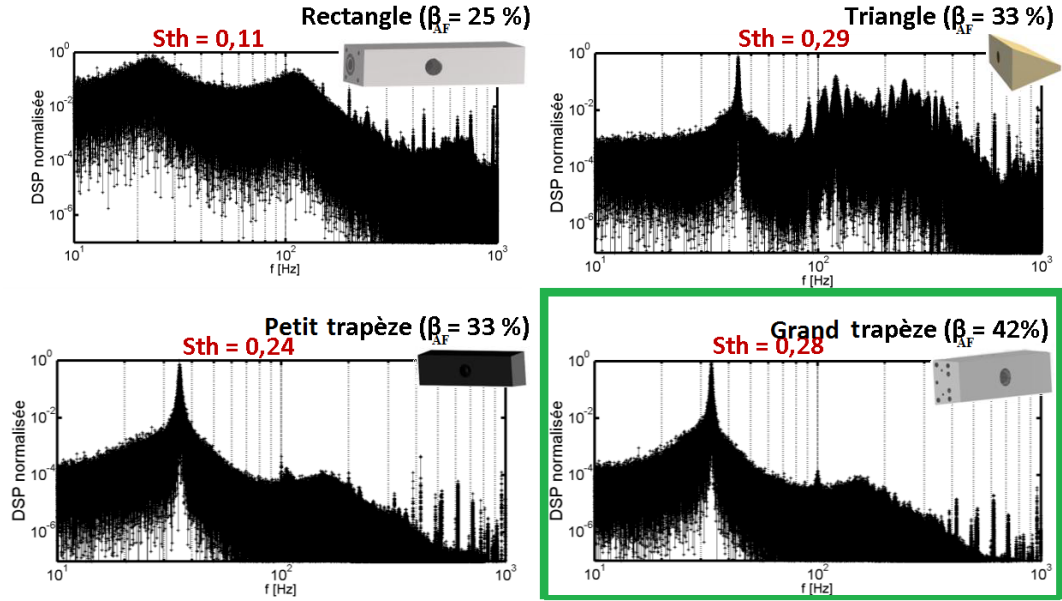 Rectangle (βAF = 25 %)
Sth = 0,11
10^0
10^-2
10^-4
10^-6
DSP normalisée
10^1
10^2
10^3
f [Hz]
Triangle (βAF = 33 %)
Sth = 0,29
10^0
10^-2
10^-4
10^-6
DSP normalisée
10^1
10^2
10^3
f [Hz]
Petit trapèze (βAF = 33 %)
Sth = 0,24
10^0
10^-2
10^-4
10^-6
DSP normalisée
10^1
10^2
10^3
f [Hz]
Grand trapèze (βAF = 42%)
Sth = 0,28
10^0
10^-2
10^-4
10^-6
DSP normalisée
10^1
10^2
10^3
f [Hz]